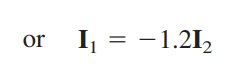 or I₁ = −1.2I₂